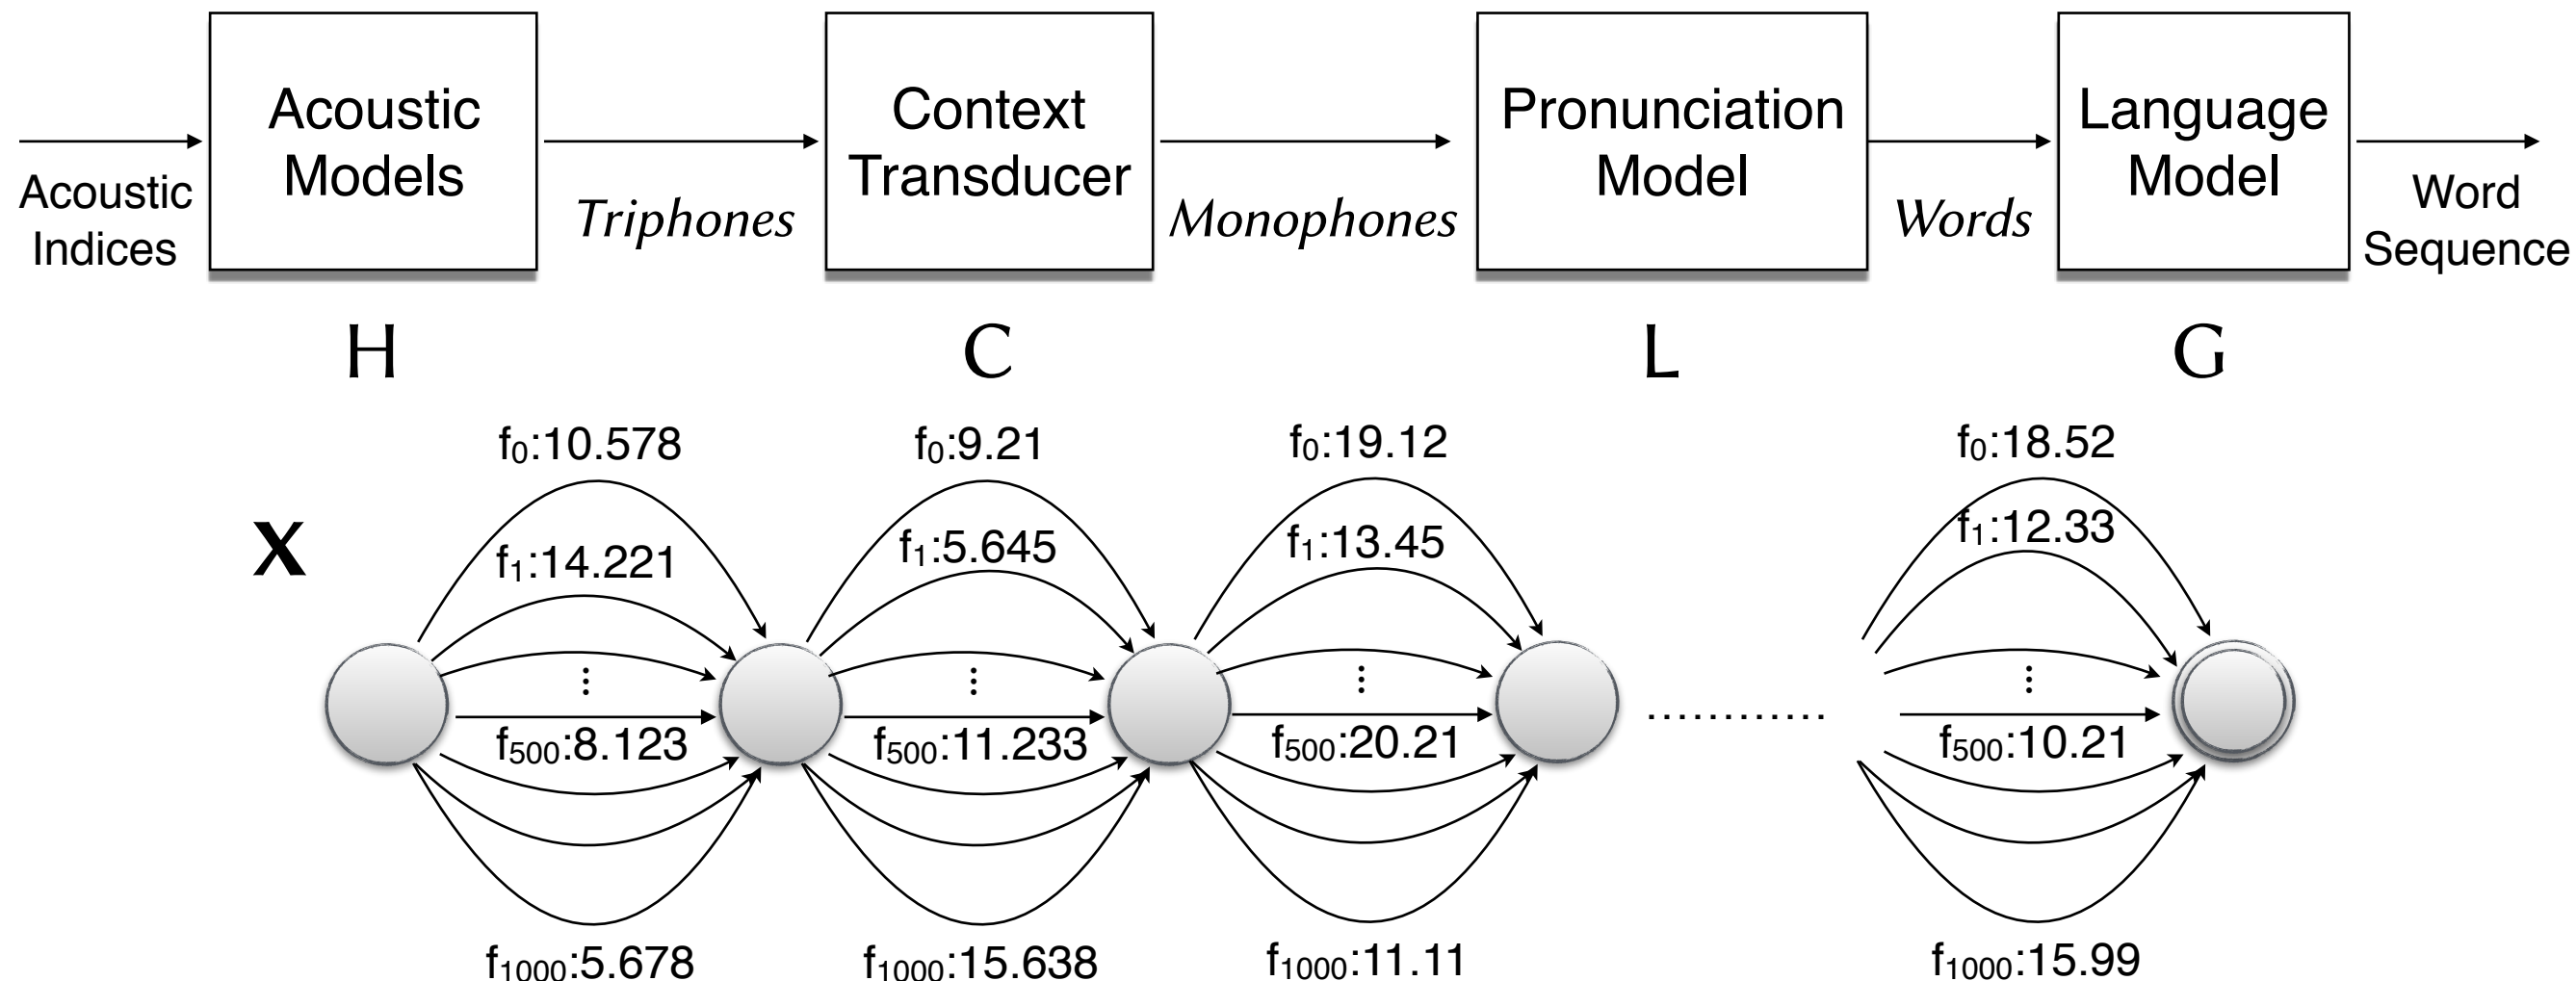 Acoustic
Indices
Acoustic
Models
Triphones
Context
Transducer
Monophones
Pronunciation
Model
Words
Language
Model
Word
Sequence
H
C
L
G
f₀:10.578
f₀:9.21
f₀:19.12
f₀:18.52
X
f₁:14.221
f₁:5.645
f₁:13.45
f₁:12.33
⋮
⋮
⋮
⋮
............
f₅₀₀:8.123
f₅₀₀:11.233
f₅₀₀:20.21
f₅₀₀:10.21
f₁₀₀₀:5.678
f₁₀₀₀:15.638
f₁₀₀₀:11.11
f₁₀₀₀:15.99